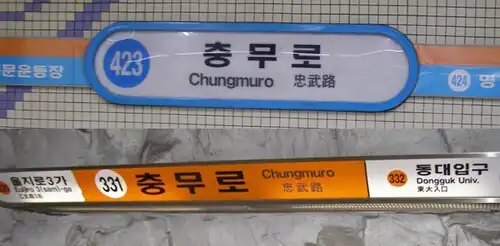 문운동장
423
충무로
Chungmuro 忠武路
424 명
을지로3가
Euljiro 3(sam)-ga
331
충무로
Chungmuro
忠武路
332
동대입구
Dongguk Univ.
東大入口